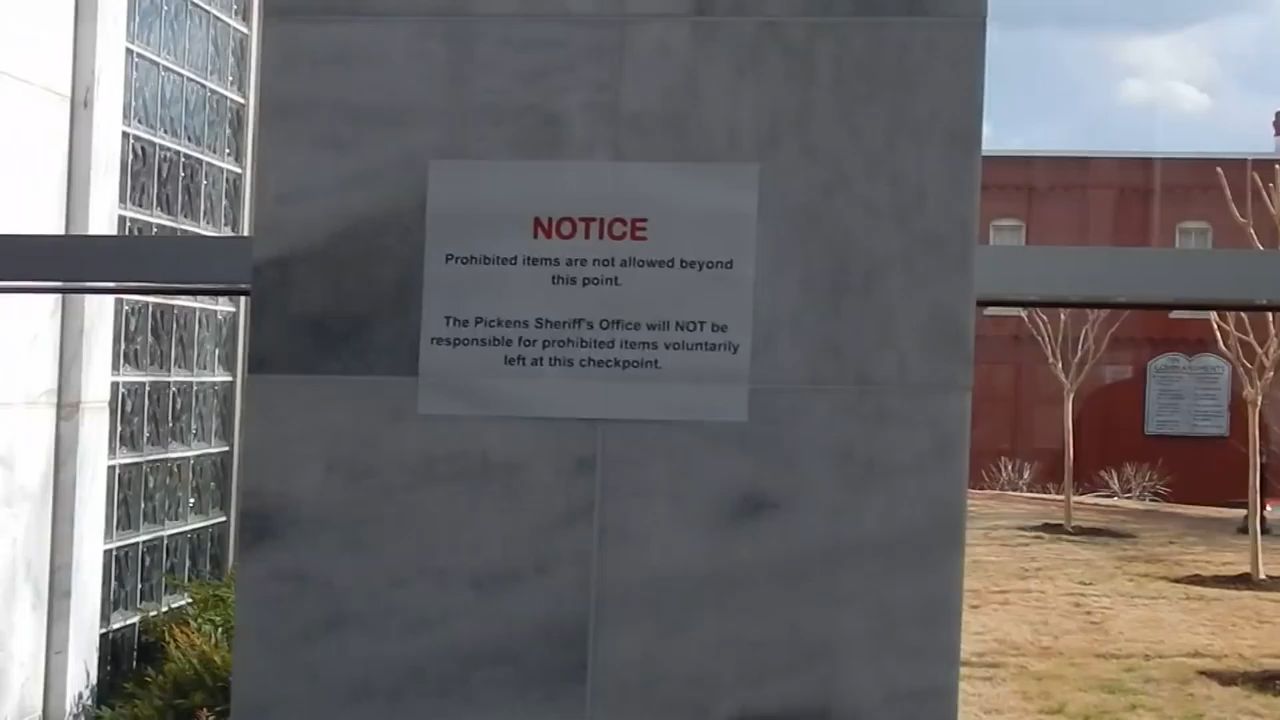 NOTICE
Prohibited items are not allowed beyond
this point.
The Pickens Sheriff's Office will NOT be
responsible for prohibited items voluntarily
left at this checkpoint.
COMMANDMENTS